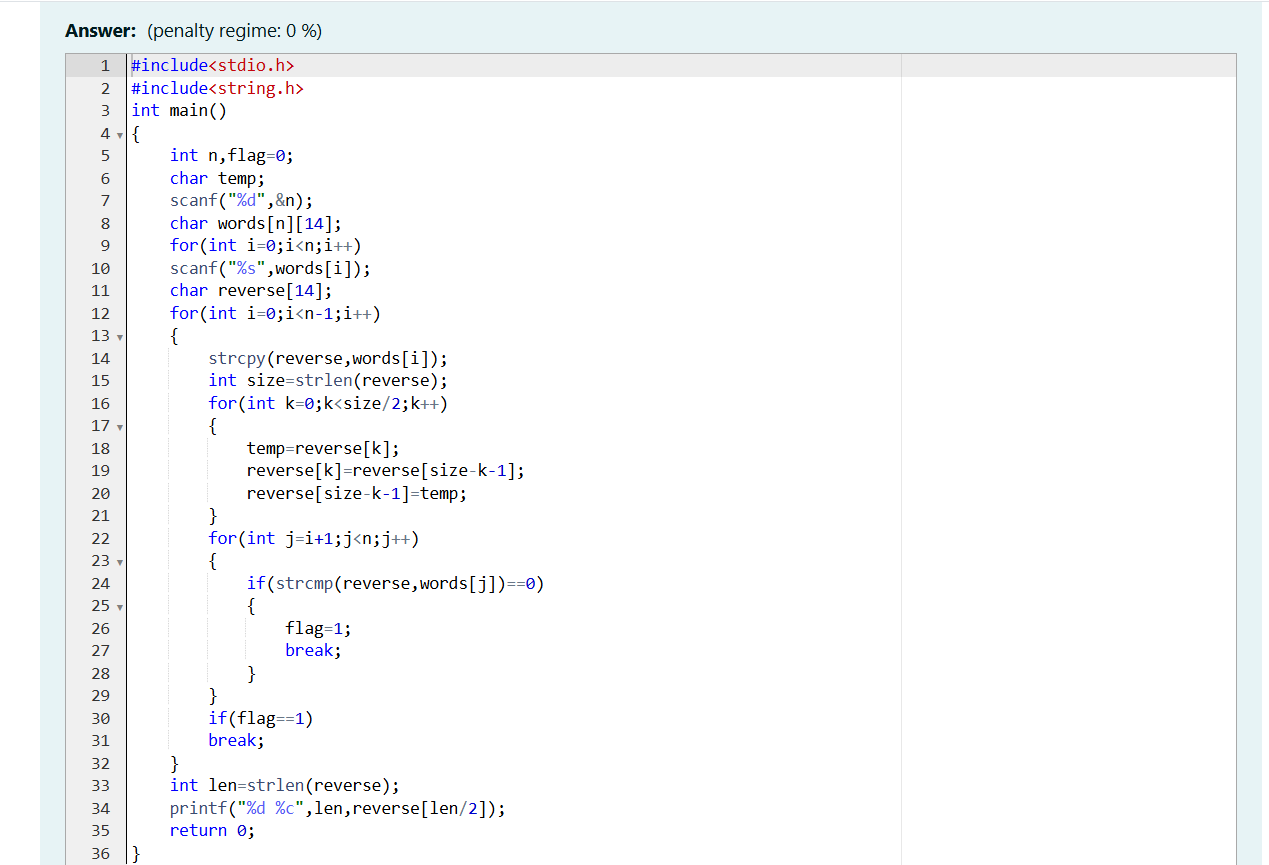 Answer: (penalty regime: 0 %)
1 #include<stdio.h>
2 #include<string.h>
3 int main()
4 {
5     int n,flag=0;
6     char temp;
7     scanf("%d",&n);
8     char words[n][14];
9     for(int i=0;i<n;i++)
10     scanf("%s",words[i]);
11     char reverse[14];
12     for(int i=0;i<n-1;i++)
13     {
14         strcpy(reverse,words[i]);
15         int size=strlen(reverse);
16         for(int k=0;k<size/2;k++)
17         {
18             temp=reverse[k];
19             reverse[k]=reverse[size-k-1];
20             reverse[size-k-1]=temp;
21         }
22         for(int j=i+1;j<n;j++)
23         {
24             if(strcmp(reverse,words[j])==0)
25             {
26                 flag=1;
27                 break;
28             }
29         }
30         if(flag==1)
31         break;
32     }
33     int len=strlen(reverse);
34     printf("%d %c",len,reverse[len/2]);
35     return 0;
36 }